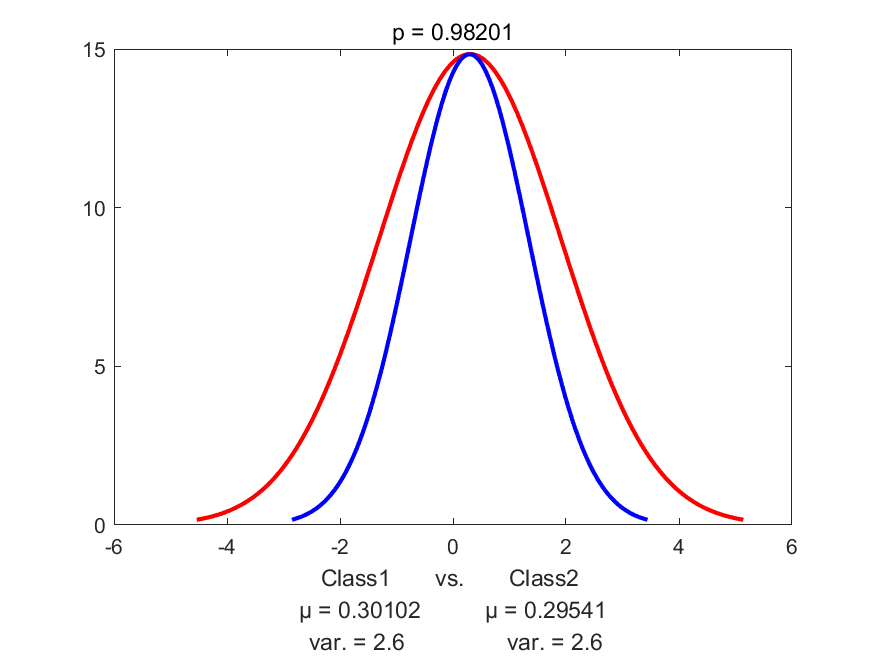 p = 0.98201
15
10
5
0
-6 -4 -2 0 2 4 6
Class1 vs. Class2
μ = 0.30102 μ = 0.29541
var. = 2.6 var. = 2.6